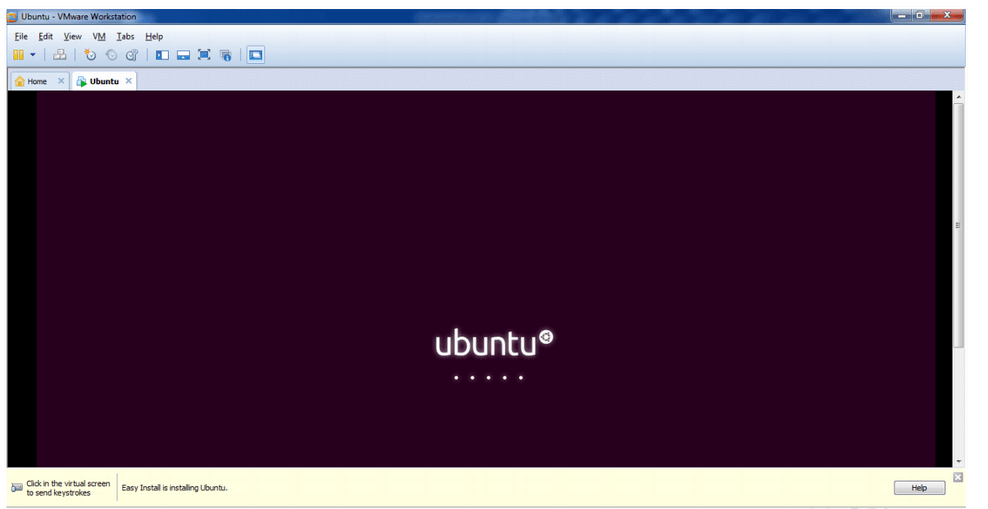 Ubuntu - VMware Workstation
File Edit View VM Tabs Help
Home Ubuntu
ubuntu
Click in the virtual screen
to send keystrokes
Easy Install is installing Ubuntu.
Help